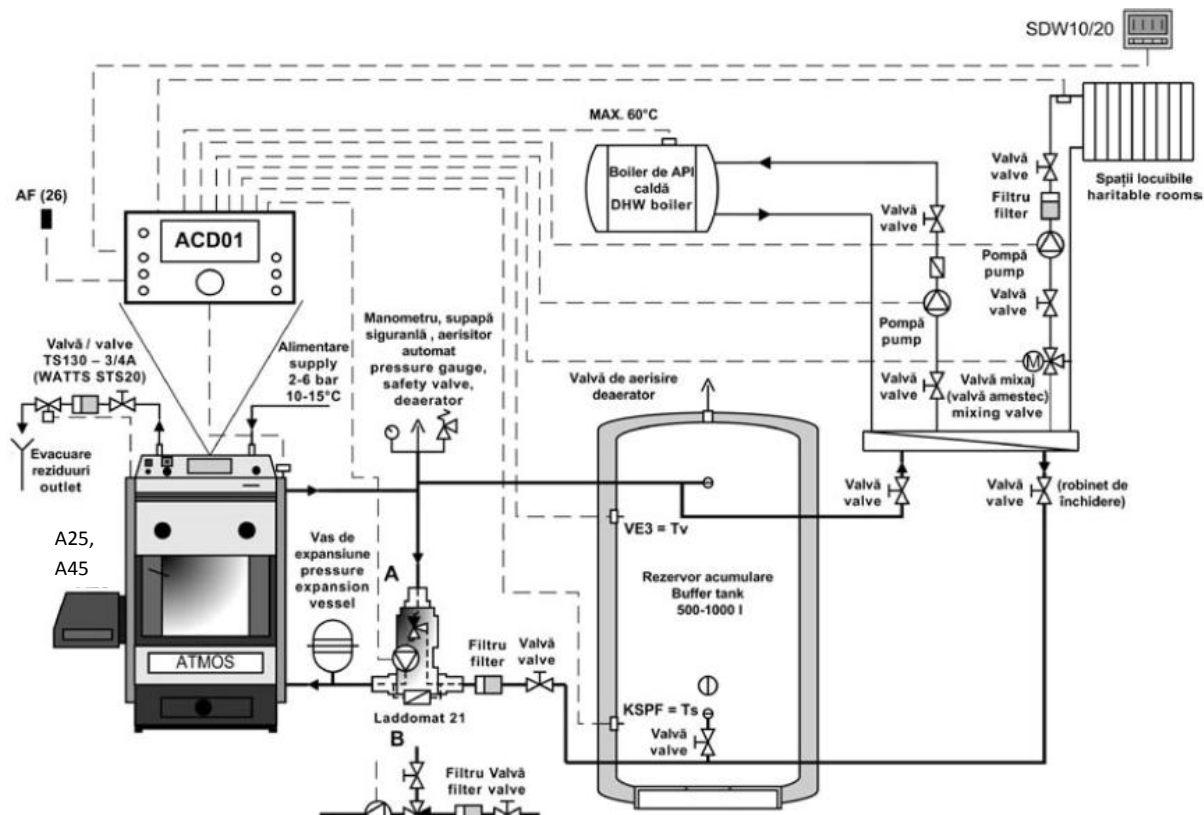 SDW10/20
MAX. 60°C
Boiler de API
caldă
DHW boiler
Valvă
valve
Filtru
filter
Spații locuibile
haritable rooms
AF (26)
ACD01
Valvă
valve
Pompă
pump
Valvă
valve
Pompă
pump
Valvă / valve
TS130 – 3/4A
(WATTS STS20)
Alimentare
supply
2-6 bar
10-15°C
Manometru, supapă
siguranlă , aerisitor
automat
pressure gauge,
safety valve,
deaerator
Valvă de aerisire
deaerator
Valvă
valve
M
Valvă mixaj
(valvă amestec)
mixing valve
Evacuare
reziduuri
outlet
Valvă
valve
Valvă
valve
(robinet de
închidere)
VE3 = Tv
A25,
A45
Vas de
expansiune
pressure
expansion
vessel
A
Rezervor acumulare
Buffer tank
500-1000 l
Filtru
filter
Valvă
valve
ATMOS
Laddomat 21
KSPF = Ts
Valvă
valve
B
Filtru Valvă
filter valve